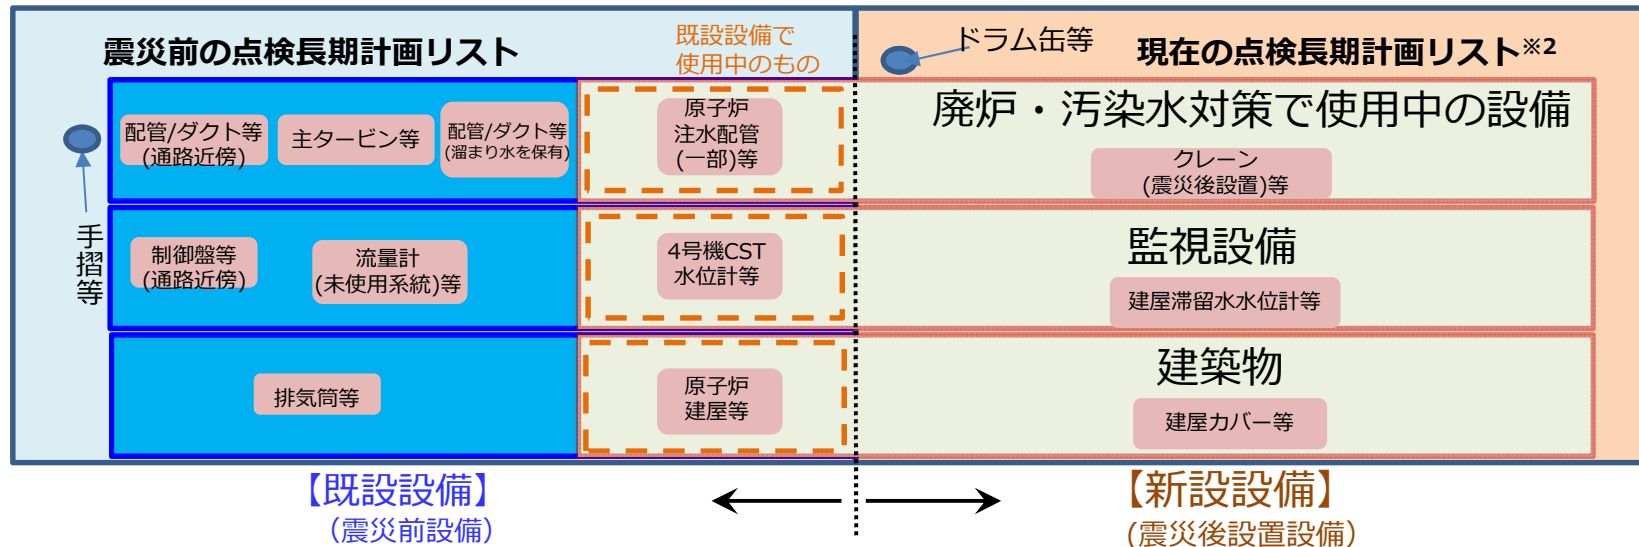 震災前の点検長期計画リスト
既設設備で
使用中のもの
ドラム缶等
現在の点検長期計画リスト※2
手摺等
配管/ダクト等
(通路近傍)
主タービン等
配管/ダクト等
(溜まり水を保有)
原子炉
注水配管
(一部)等
廃炉・汚染水対策で使用中の設備
クレーン
(震災後設置)等
制御盤等
(通路近傍)
流量計
(未使用系統)等
4号機CST
水位計等
監視設備
建屋滞留水水位計等
排気筒等
原子炉
建屋等
建築物
建屋カバー等
【既設設備】
（震災前設備）
【新設設備】
(震災後設置設備）